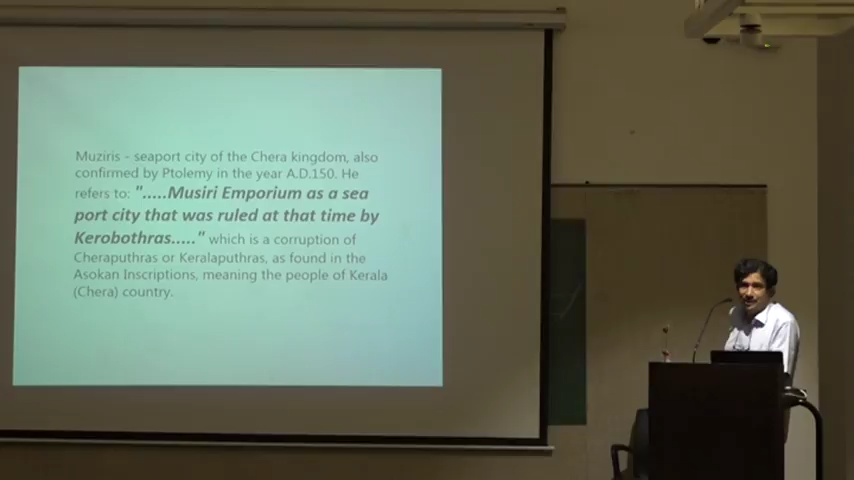 Muziris - seaport city of the Chera kingdom, also
confirmed by Ptolemy in the year A.D.150. He
refers to: ".....Musiri Emporium as a sea
port city that was ruled at that time by
Kerobothras....." which is a corruption of
Cheraputhras or Keralaputhras, as found in the
Asokan Inscriptions, meaning the people of Kerala
(Chera) country.